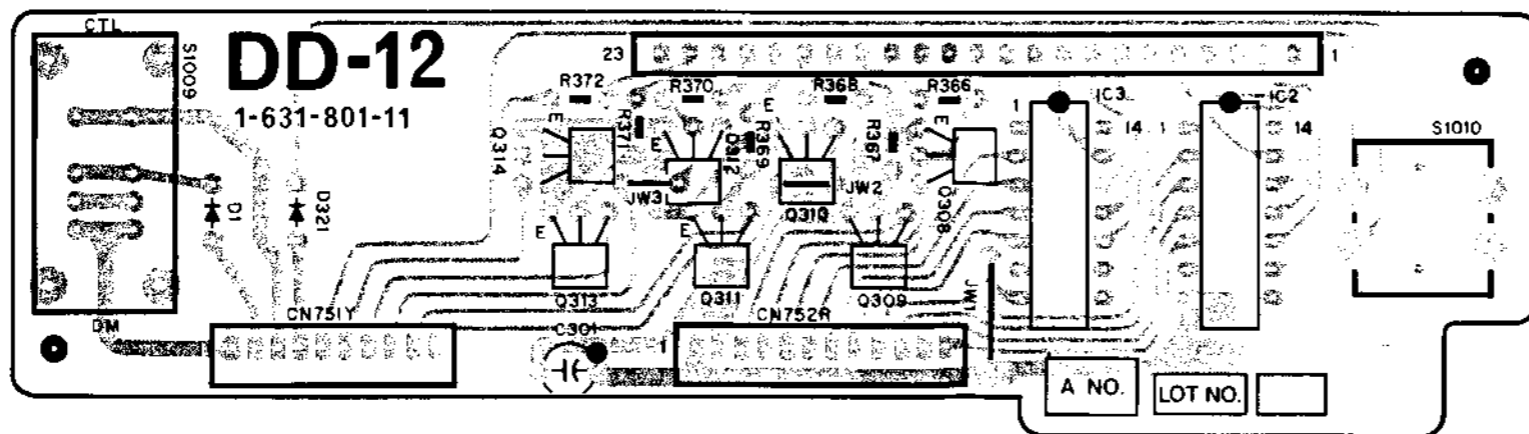 CTL
S1009
DD-12
1-631-801-11
23
1
R372
R370
R368
R366
E
R371
E
D312
R369
E
R367
E
1
IC3
14
1
IC2
14
S1010
Q314
JW3
JW2
Q310
Q308
D1
D321
E
Q313
E
Q311
Q309
JW1
DM
CN751Y
C301
1
CN752R
A NO.
LOT NO.